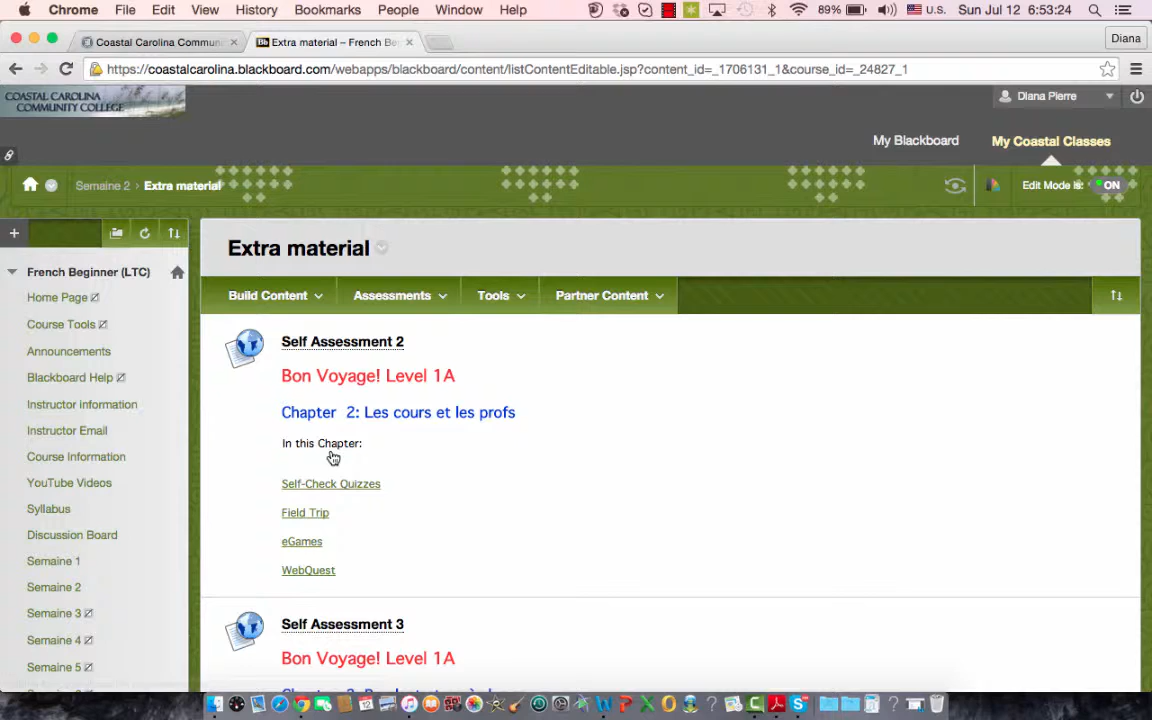 Chrome File Edit View History Bookmarks People Window Help 89% U.S. Sun Jul 12 6:53:24
Coastal Carolina Commun × Extra material – French Be × Diana
https://coastalcarolina.blackboard.com/webapps/blackboard/content/listContentEditable.jsp?content_id=_1706131_1&course_id=_24827_1
COASTAL CAROLINA
COMMUNITY COLLEGE
Diana Pierre
My Blackboard My Coastal Classes
Semaine 2 › Extra material Edit Mode is: ON
Extra material
French Beginner (LTC)
Home Page
Course Tools
Announcements
Blackboard Help
Instructor information
Instructor Email
Course Information
YouTube Videos
Syllabus
Discussion Board
Semaine 1
Semaine 2
Semaine 3
Semaine 4
Semaine 5
Build Content Assessments Tools Partner Content
Self Assessment 2
Bon Voyage! Level 1A
Chapter 2: Les cours et les profs
In this Chapter:
Self-Check Quizzes
Field Trip
eGames
WebQuest
Self Assessment 3
Bon Voyage! Level 1A